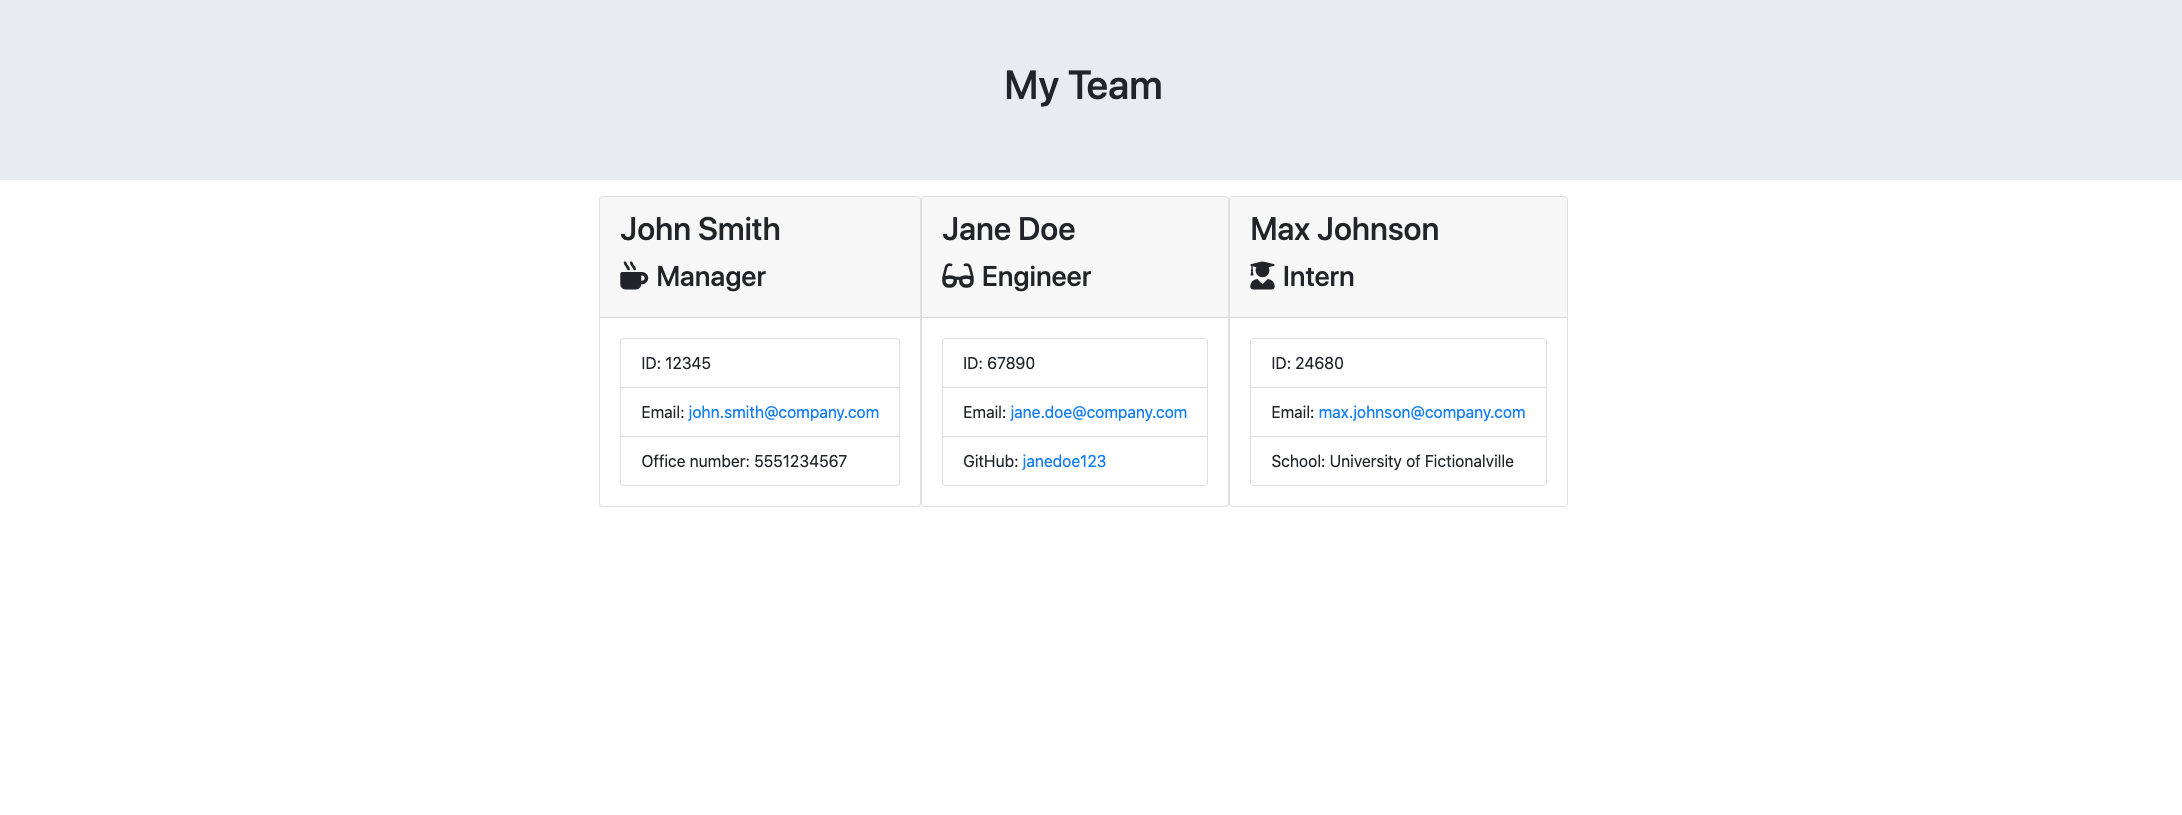 My Team
John Smith
Manager
ID: 12345
Email: john.smith@company.com
Office number: 5551234567
Jane Doe
Engineer
ID: 67890
Email: jane.doe@company.com
GitHub: janedoe123
Max Johnson
Intern
ID: 24680
Email: max.johnson@company.com
School: University of Fictionalville